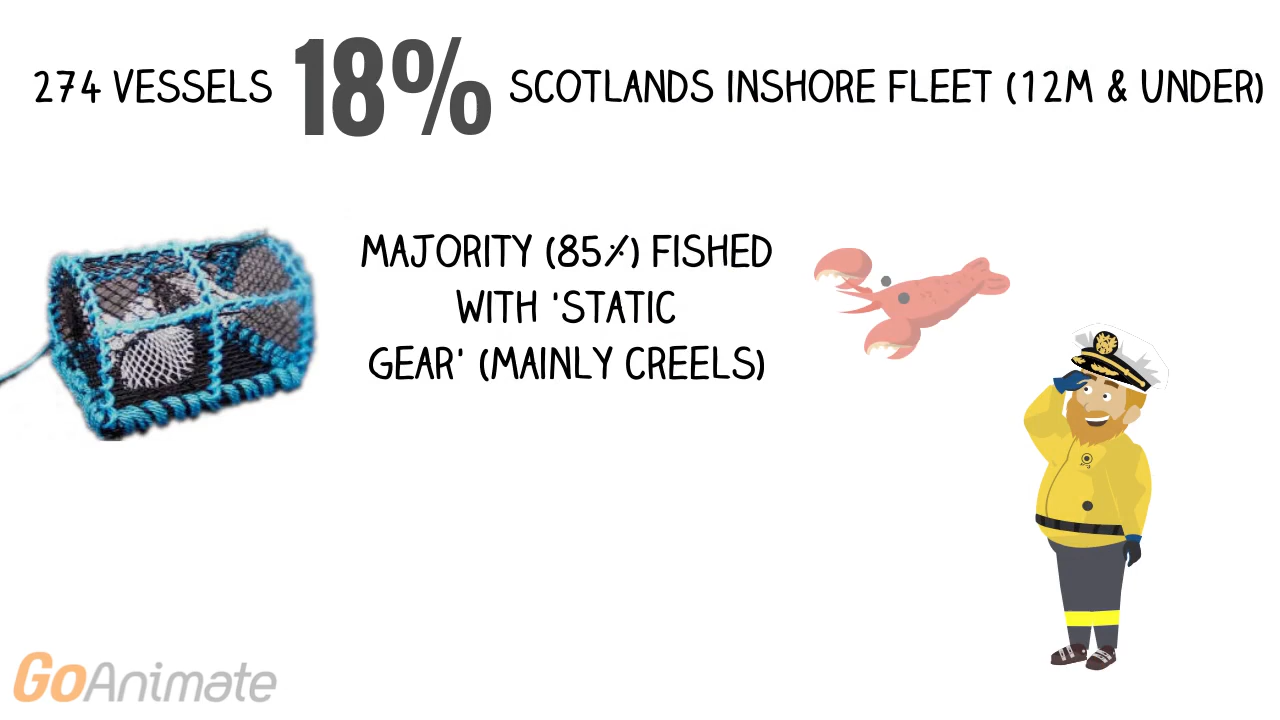 274 VESSELS 18% SCOTLANDS INSHORE FLEET (12M & UNDER)
MAJORITY (85%) FISHED
WITH 'STATIC
GEAR' (MAINLY CREELS)
GoAnimate